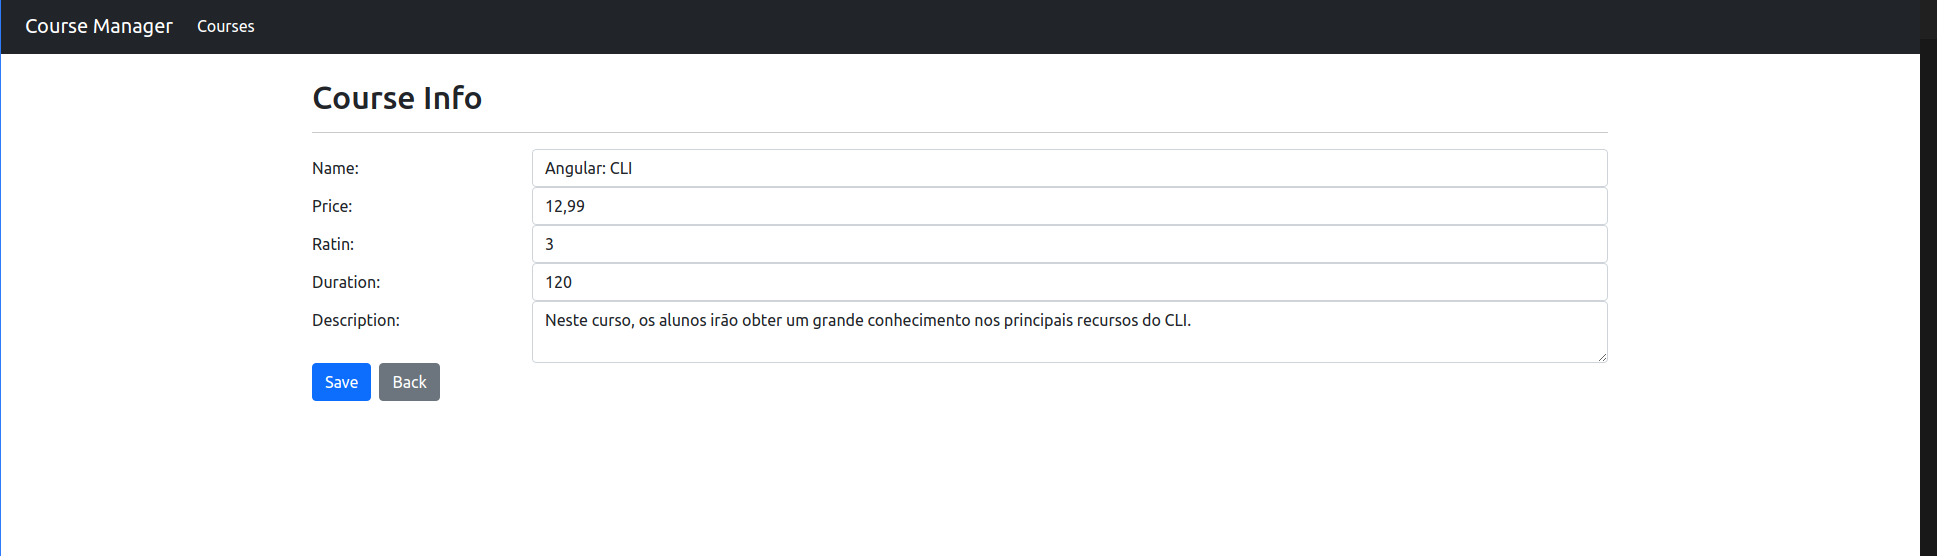 Course Manager Courses
Course Info
Name: Angular: CLI
Price: 12,99
Ratin: 3
Duration: 120
Description: Neste curso, os alunos irão obter um grande conhecimento nos principais recursos do CLI.
Save Back